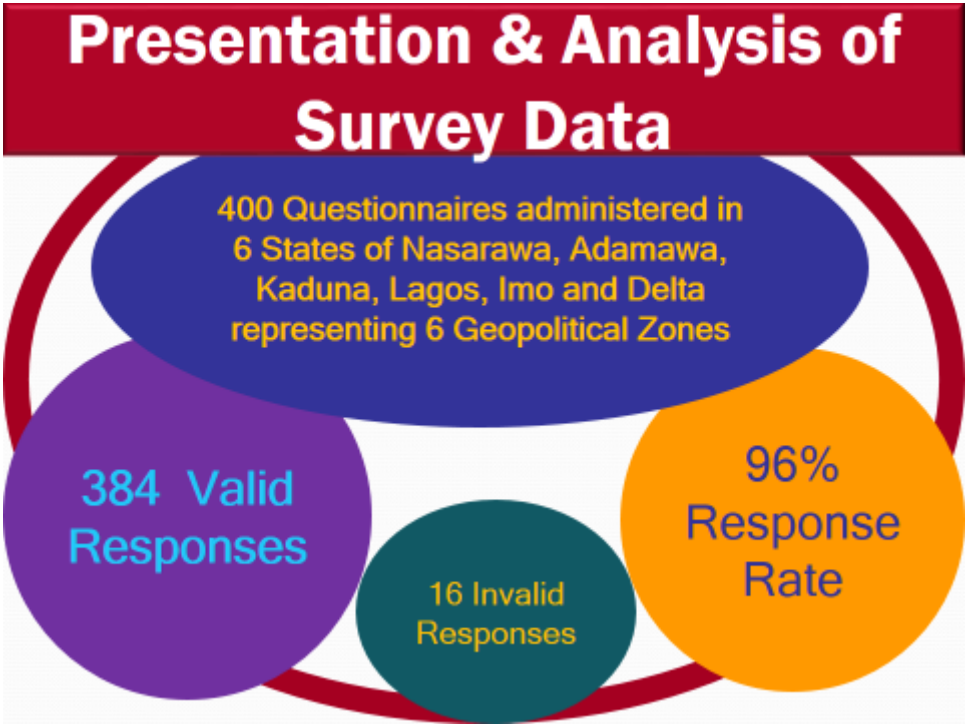 Presentation & Analysis of
Survey Data
400 Questionnaires administered in
6 States of Nasarawa, Adamawa,
Kaduna, Lagos, Imo and Delta
representing 6 Geopolitical Zones
384 Valid
Responses
16 Invalid
Responses
96%
Response
Rate